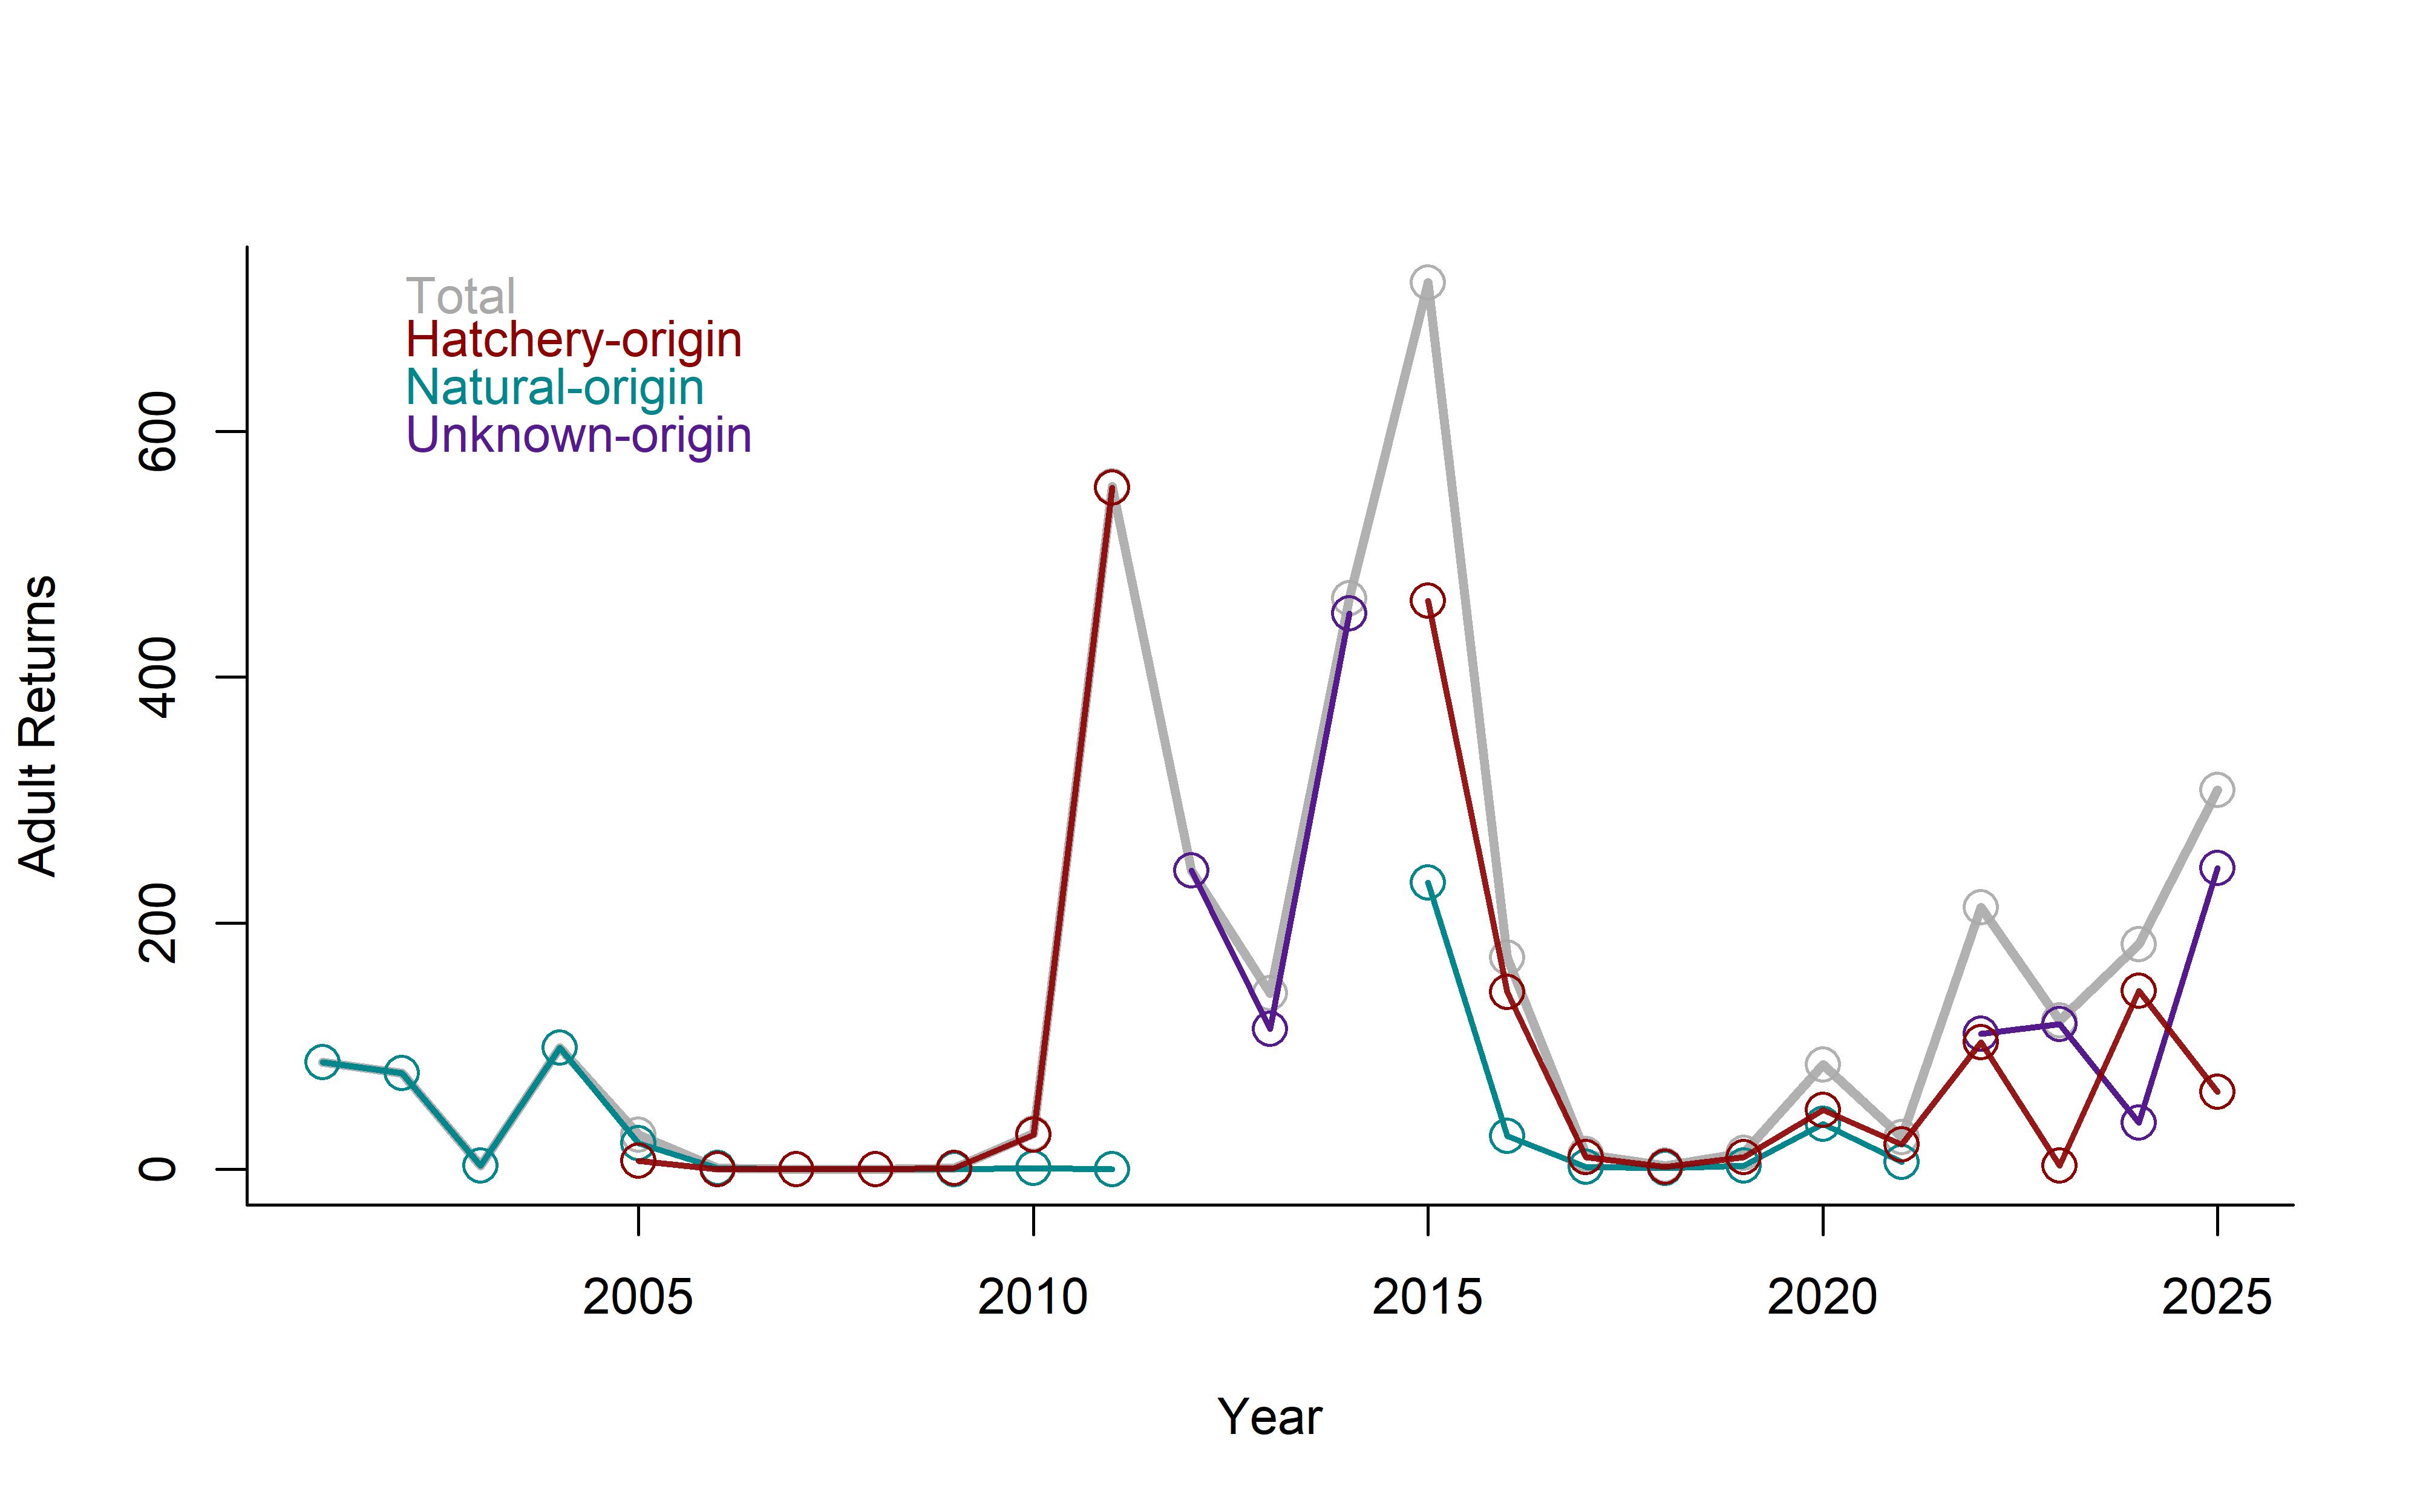 Total
Hatchery-origin
Natural-origin
Unknown-origin
Adult Returns
600
400
200
0
2005 2010 2015 2020 2025
Year